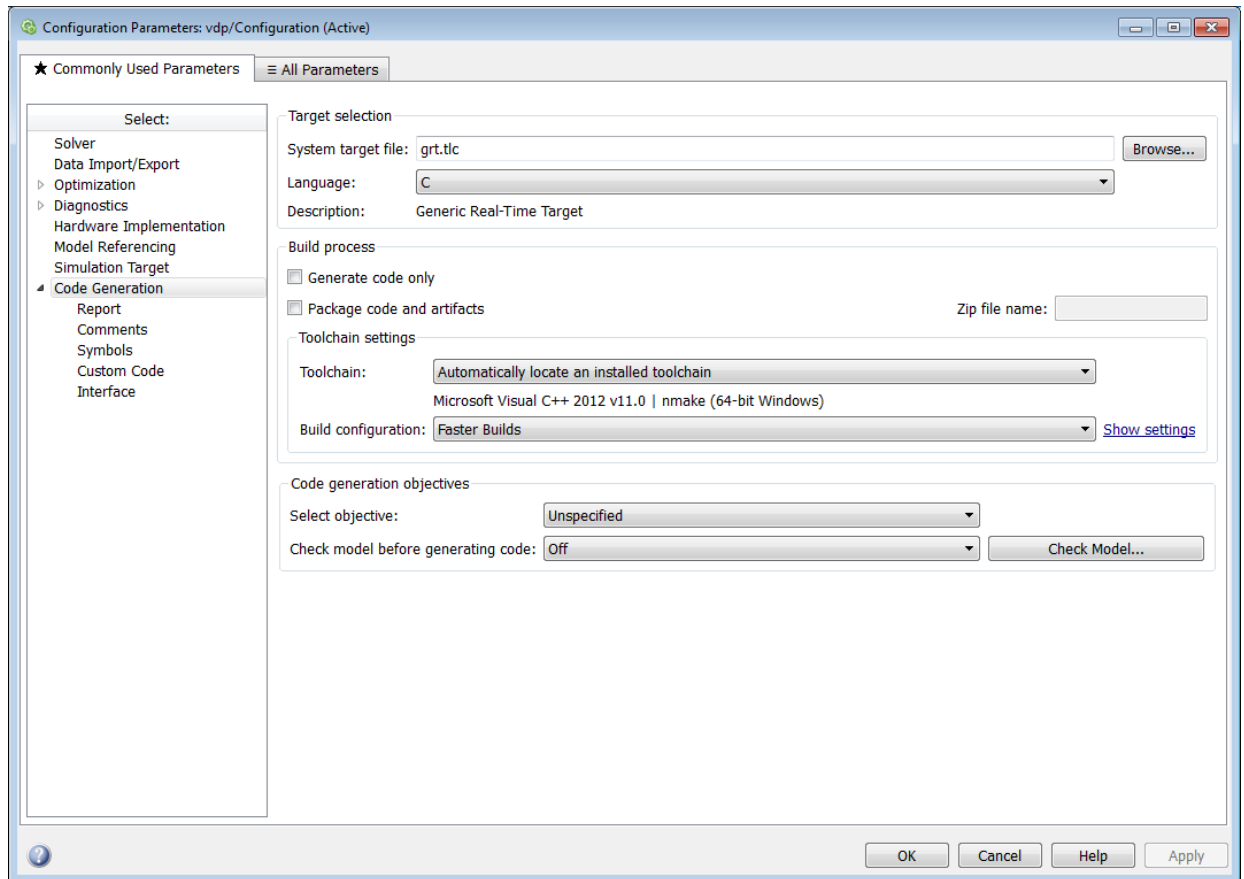 Configuration Parameters: vdp/Configuration (Active)
★ Commonly Used Parameters
≡ All Parameters
Select:
Solver
Data Import/Export
Optimization
Diagnostics
Hardware Implementation
Model Referencing
Simulation Target
Code Generation
Report
Comments
Symbols
Custom Code
Interface
Target selection
System target file: grt.tlc Browse...
Language: C
Description: Generic Real-Time Target
Build process
Generate code only
Package code and artifacts Zip file name:
Toolchain settings
Toolchain: Automatically locate an installed toolchain
Microsoft Visual C++ 2012 v11.0 | nmake (64-bit Windows)
Build configuration: Faster Builds Show settings
Code generation objectives
Select objective: Unspecified
Check model before generating code: Off Check Model...
? OK Cancel Help Apply